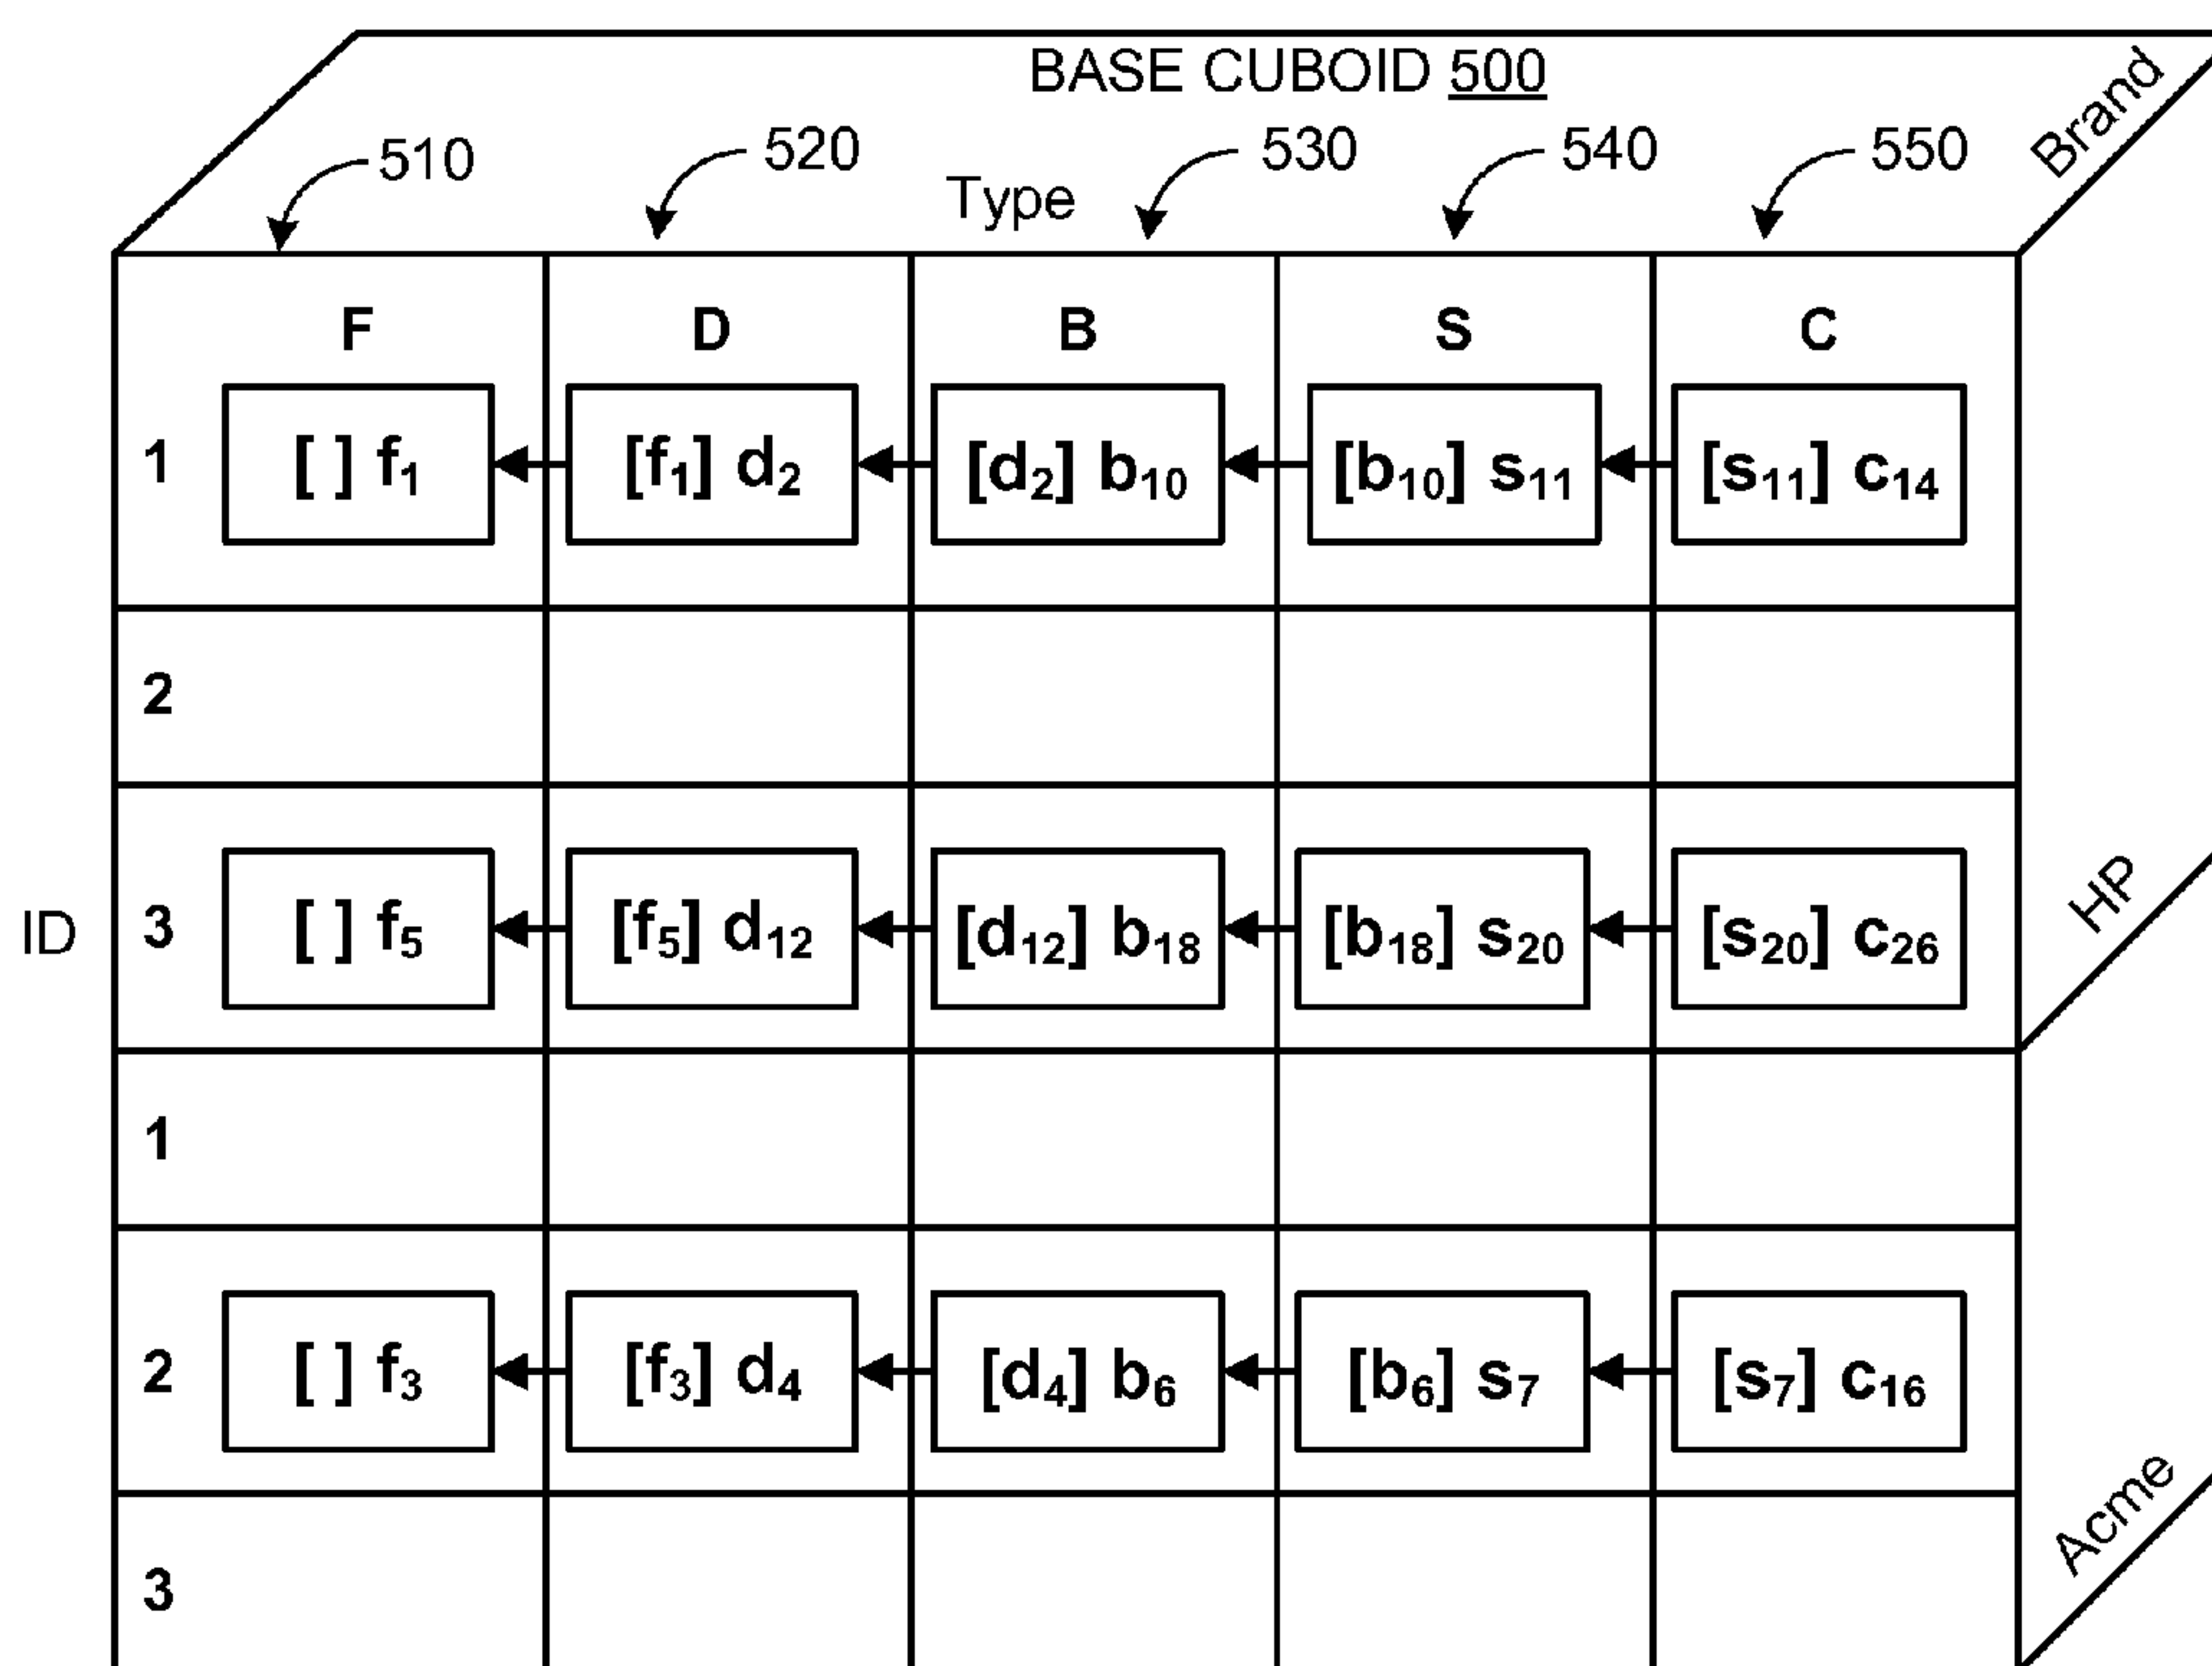 BASE CUBOID 500
510 520 530 540 550
Type
Brand
F D B S C
1 [ ] f₁ [f₁] d₂ [d₂] b₁₀ [b₁₀] s₁₁ [s₁₁] c₁₄
2
ID
3 [ ] f₅ [f₅] d₁₂ [d₁₂] b₁₈ [b₁₈] s₂₀ [s₂₀] c₂₆
HP
1
2 [ ] f₃ [f₃] d₄ [d₄] b₆ [b₆] s₇ [s₇] c₁₆
Acme
3